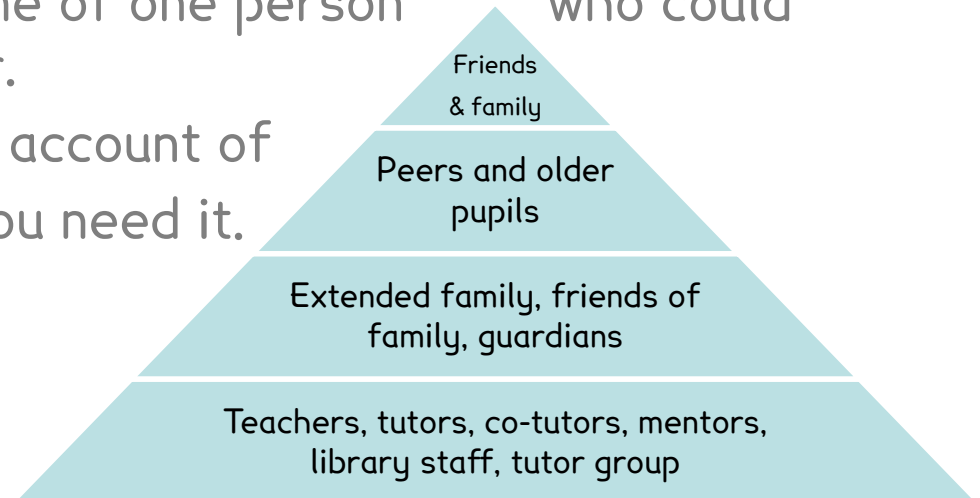 of one person who could
account of
you need it.
Friends
& family
Peers and older
pupils
Extended family, friends of
family, guardians
Teachers, tutors, co-tutors, mentors,
library staff, tutor group